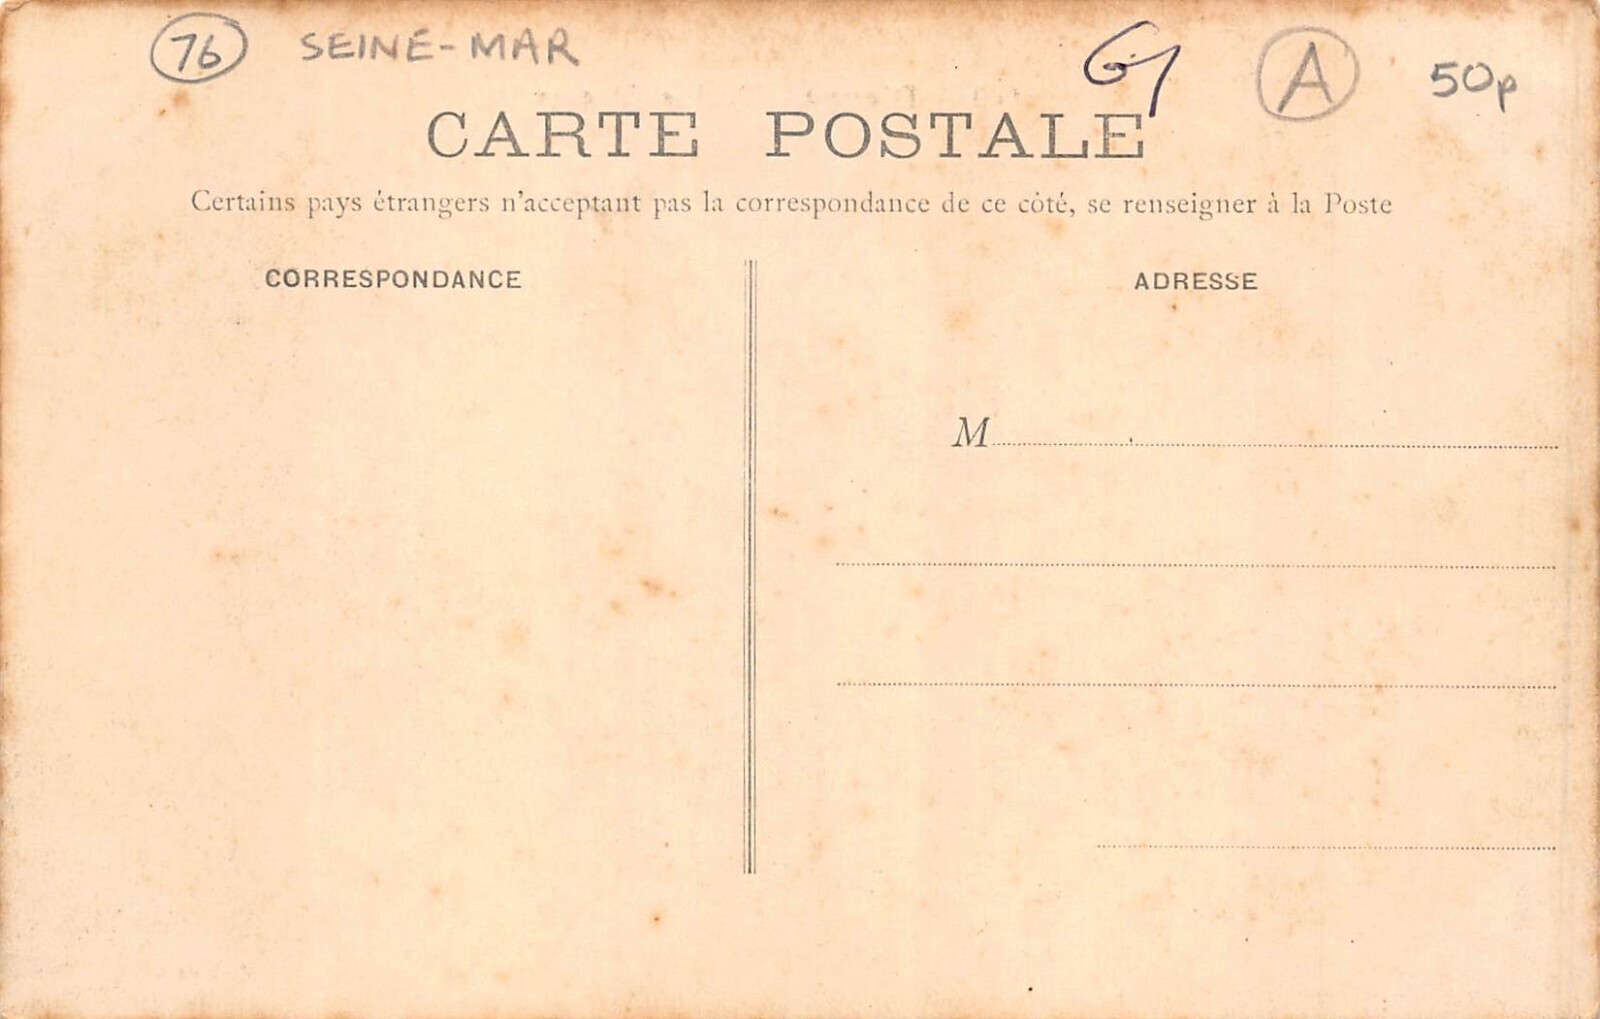 76 SEINE-MAR A 50p
CARTE POSTALE
Certains pays étrangers n'acceptant pas la correspondance de ce côté, se renseigner à la Poste
CORRESPONDANCE
ADRESSE
M